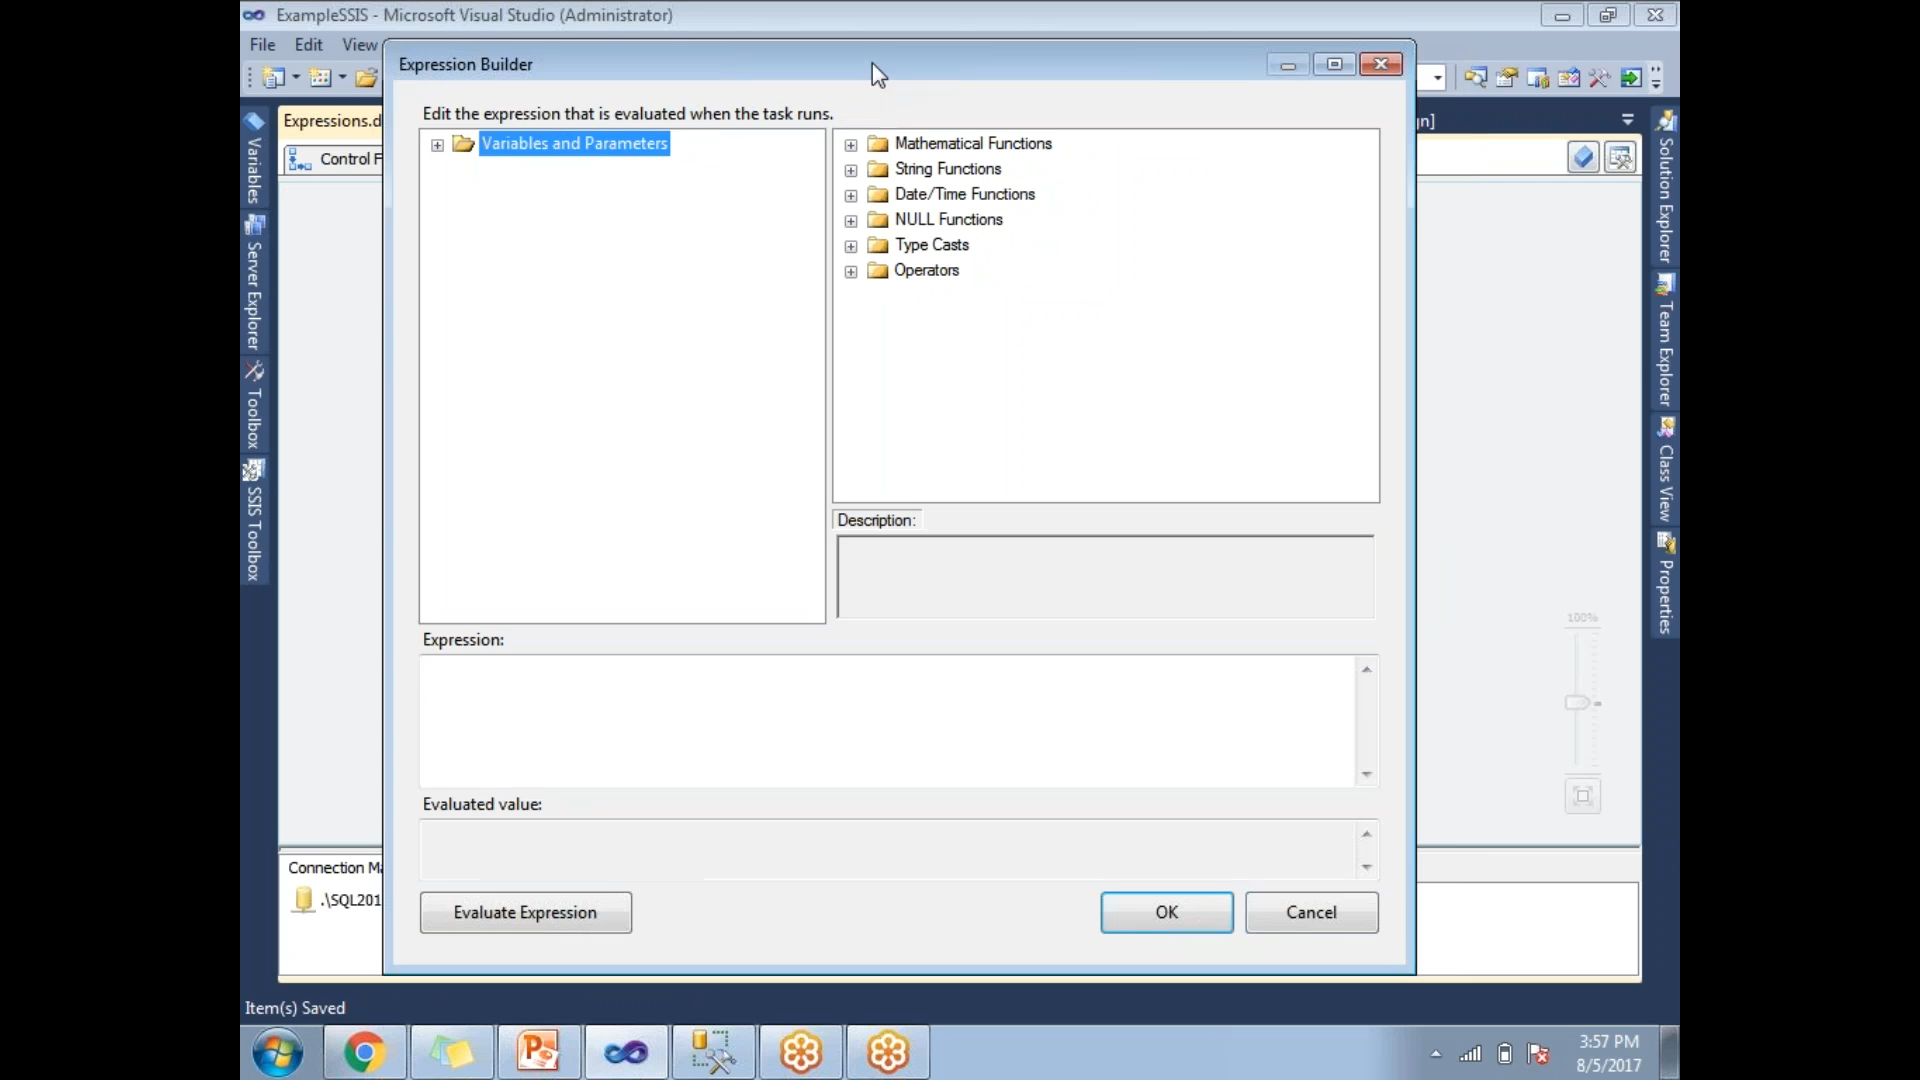 ExampleSSIS - Microsoft Visual Studio (Administrator)
File Edit View
Expression Builder
Edit the expression that is evaluated when the task runs.
Expressions.d
n]
Control F
Variables and Parameters
Mathematical Functions
String Functions
Date/Time Functions
NULL Functions
Type Casts
Operators
Variables
Server Explorer
Toolbox
SSIS Toolbox
Solution Explorer
Team Explorer
Class View
Properties
Description:
100%
Expression:
Evaluated value:
Connection Ma
.\SQL201
Evaluate Expression
OK
Cancel
Item(s) Saved
3:57 PM
8/5/2017